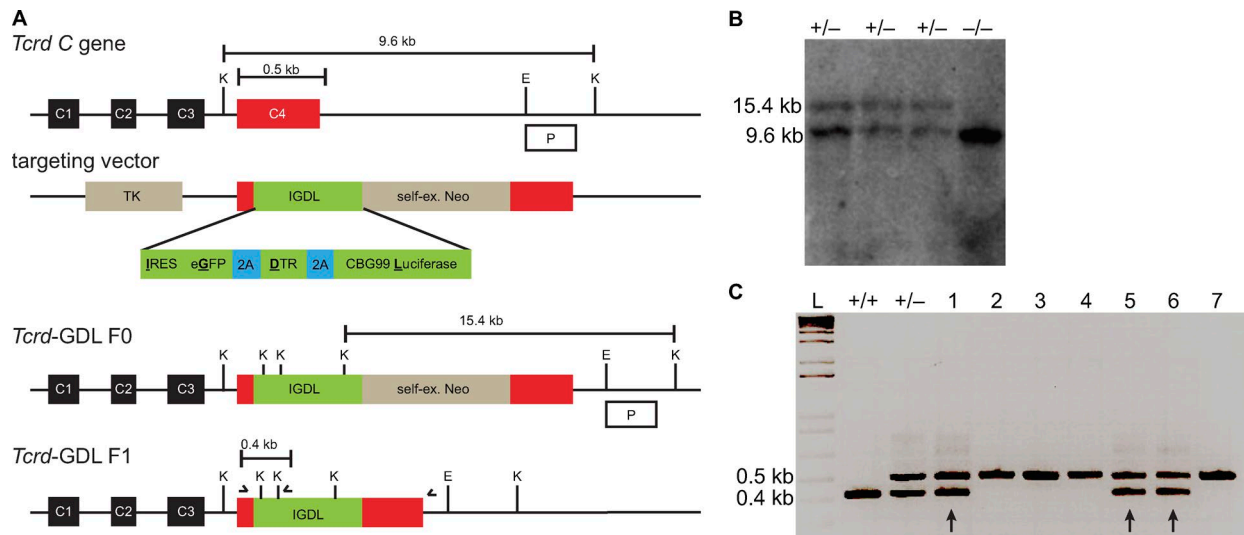 A
Tcrd C gene
9.6 kb
0.5 kb
K
E
K
C1
C2
C3
C4
P
targeting vector
TK
IGDL
self-ex. Neo
IRES eGFP 2A DTR 2A CBG99 Luciferase
Tcrd-GDL F0
15.4 kb
K
K
K
K
E
K
C1
C2
C3
IGDL
self-ex. Neo
P
Tcrd-GDL F1
0.4 kb
K
K
K
K
E
K
C1
C2
C3
IGDL
B
+/– +/– +/– –/–
15.4 kb
9.6 kb
C
L +/+ +/– 1 2 3 4 5 6 7
0.5 kb
0.4 kb